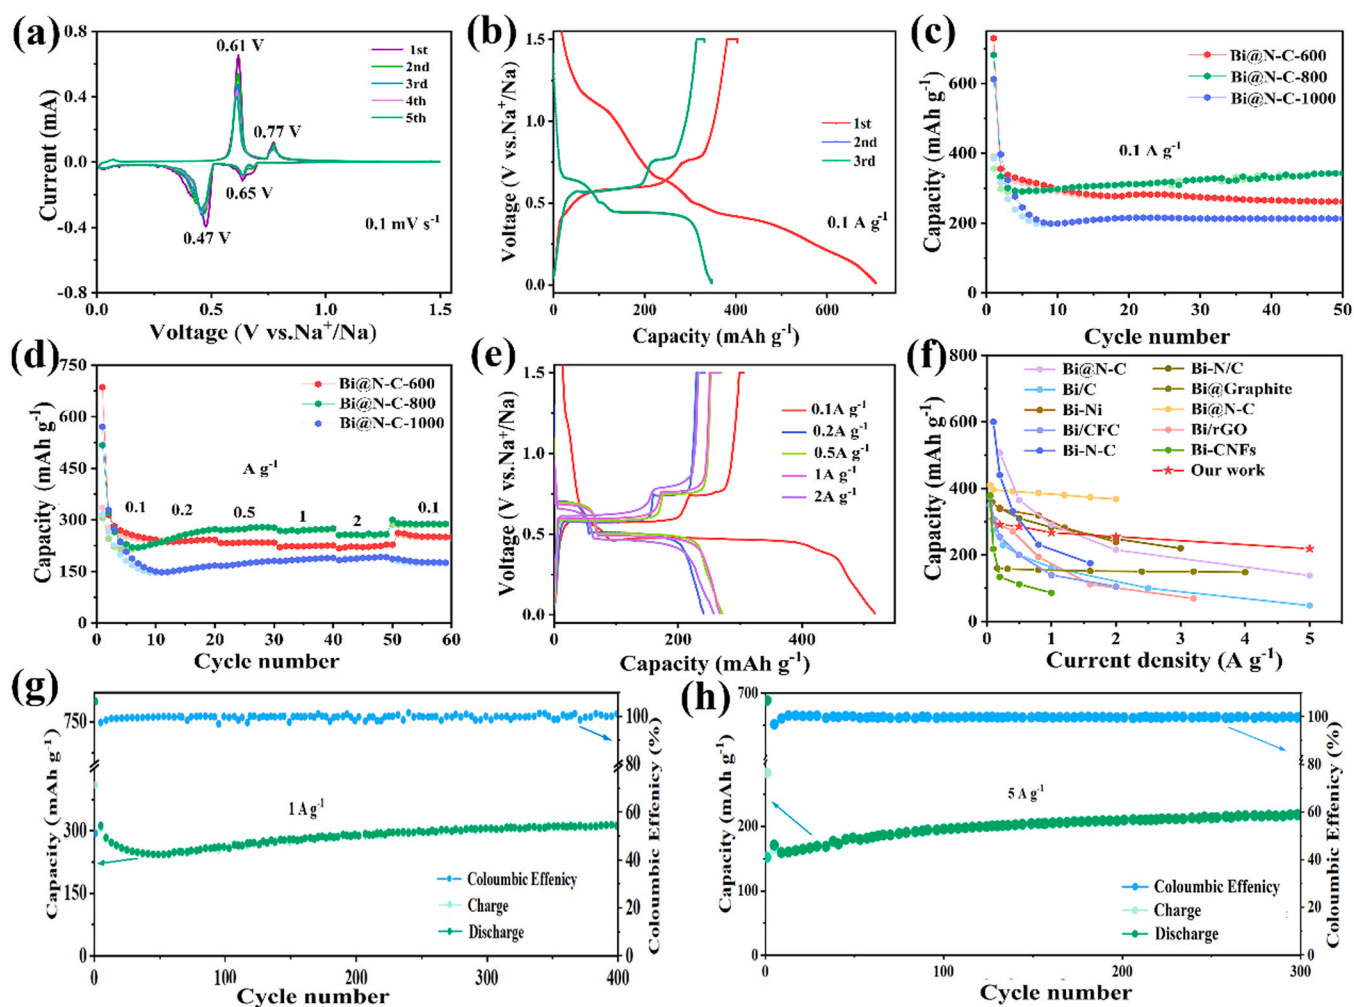 (a)
0.61 V
1st
2nd
3rd
4th
5th
0.77 V
0.65 V
0.47 V
0.1 mV s⁻¹
0.8
0.4
0.0
-0.4
-0.8
Current (mA)
0.0
0.5
1.0
1.5
Voltage (V vs.Na⁺/Na)
(b)
1.5
1.0
0.5
0.0
Voltage (V vs.Na⁺/Na)
1st
2nd
3rd
0.1 A g⁻¹
0
200
400
600
Capacity (mAh g⁻¹)
(c)
600
400
200
0
Capacity (mAh g⁻¹)
Bi@N-C-600
Bi@N-C-800
Bi@N-C-1000
0.1 A g⁻¹
0
10
20
30
40
50
Cycle number
(d)
750
600
450
300
150
0
Capacity (mAh g⁻¹)
Bi@N-C-600
Bi@N-C-800
Bi@N-C-1000
A g⁻¹
0.1
0.2
0.5
1
2
0.1
0
10
20
30
40
50
60
Cycle number
(e)
1.5
1.0
0.5
0.0
Voltage (V vs.Na⁺/Na)
0.1A g⁻¹
0.2A g⁻¹
0.5A g⁻¹
1A g⁻¹
2A g⁻¹
0
200
400
Capacity (mAh g⁻¹)
(f)
800
600
400
200
0
Capacity (mAh g⁻¹)
Bi@N-C
Bi/C
Bi-Ni
Bi/CFC
Bi-N-C
Bi-N/C
Bi@Graphite
Bi@N-C
Bi/rGO
Bi-CNFs
Our work
0
1
2
3
4
5
Current density (A g⁻¹)
(g)
750
300
150
0
Capacity (mAh g⁻¹)
1 A g⁻¹
Coloumbic Effenicy
Charge
Discharge
100
80
60
40
20
0
Coloumbic Effenicy (%)
0
100
200
300
400
Cycle number
(h)
700
200
100
0
Capacity (mAh g⁻¹)
5 A g⁻¹
Coloumbic Effenicy
Charge
Discharge
100
80
60
40
20
0
Coloumbic Effenicy (%)
0
100
200
300
Cycle number